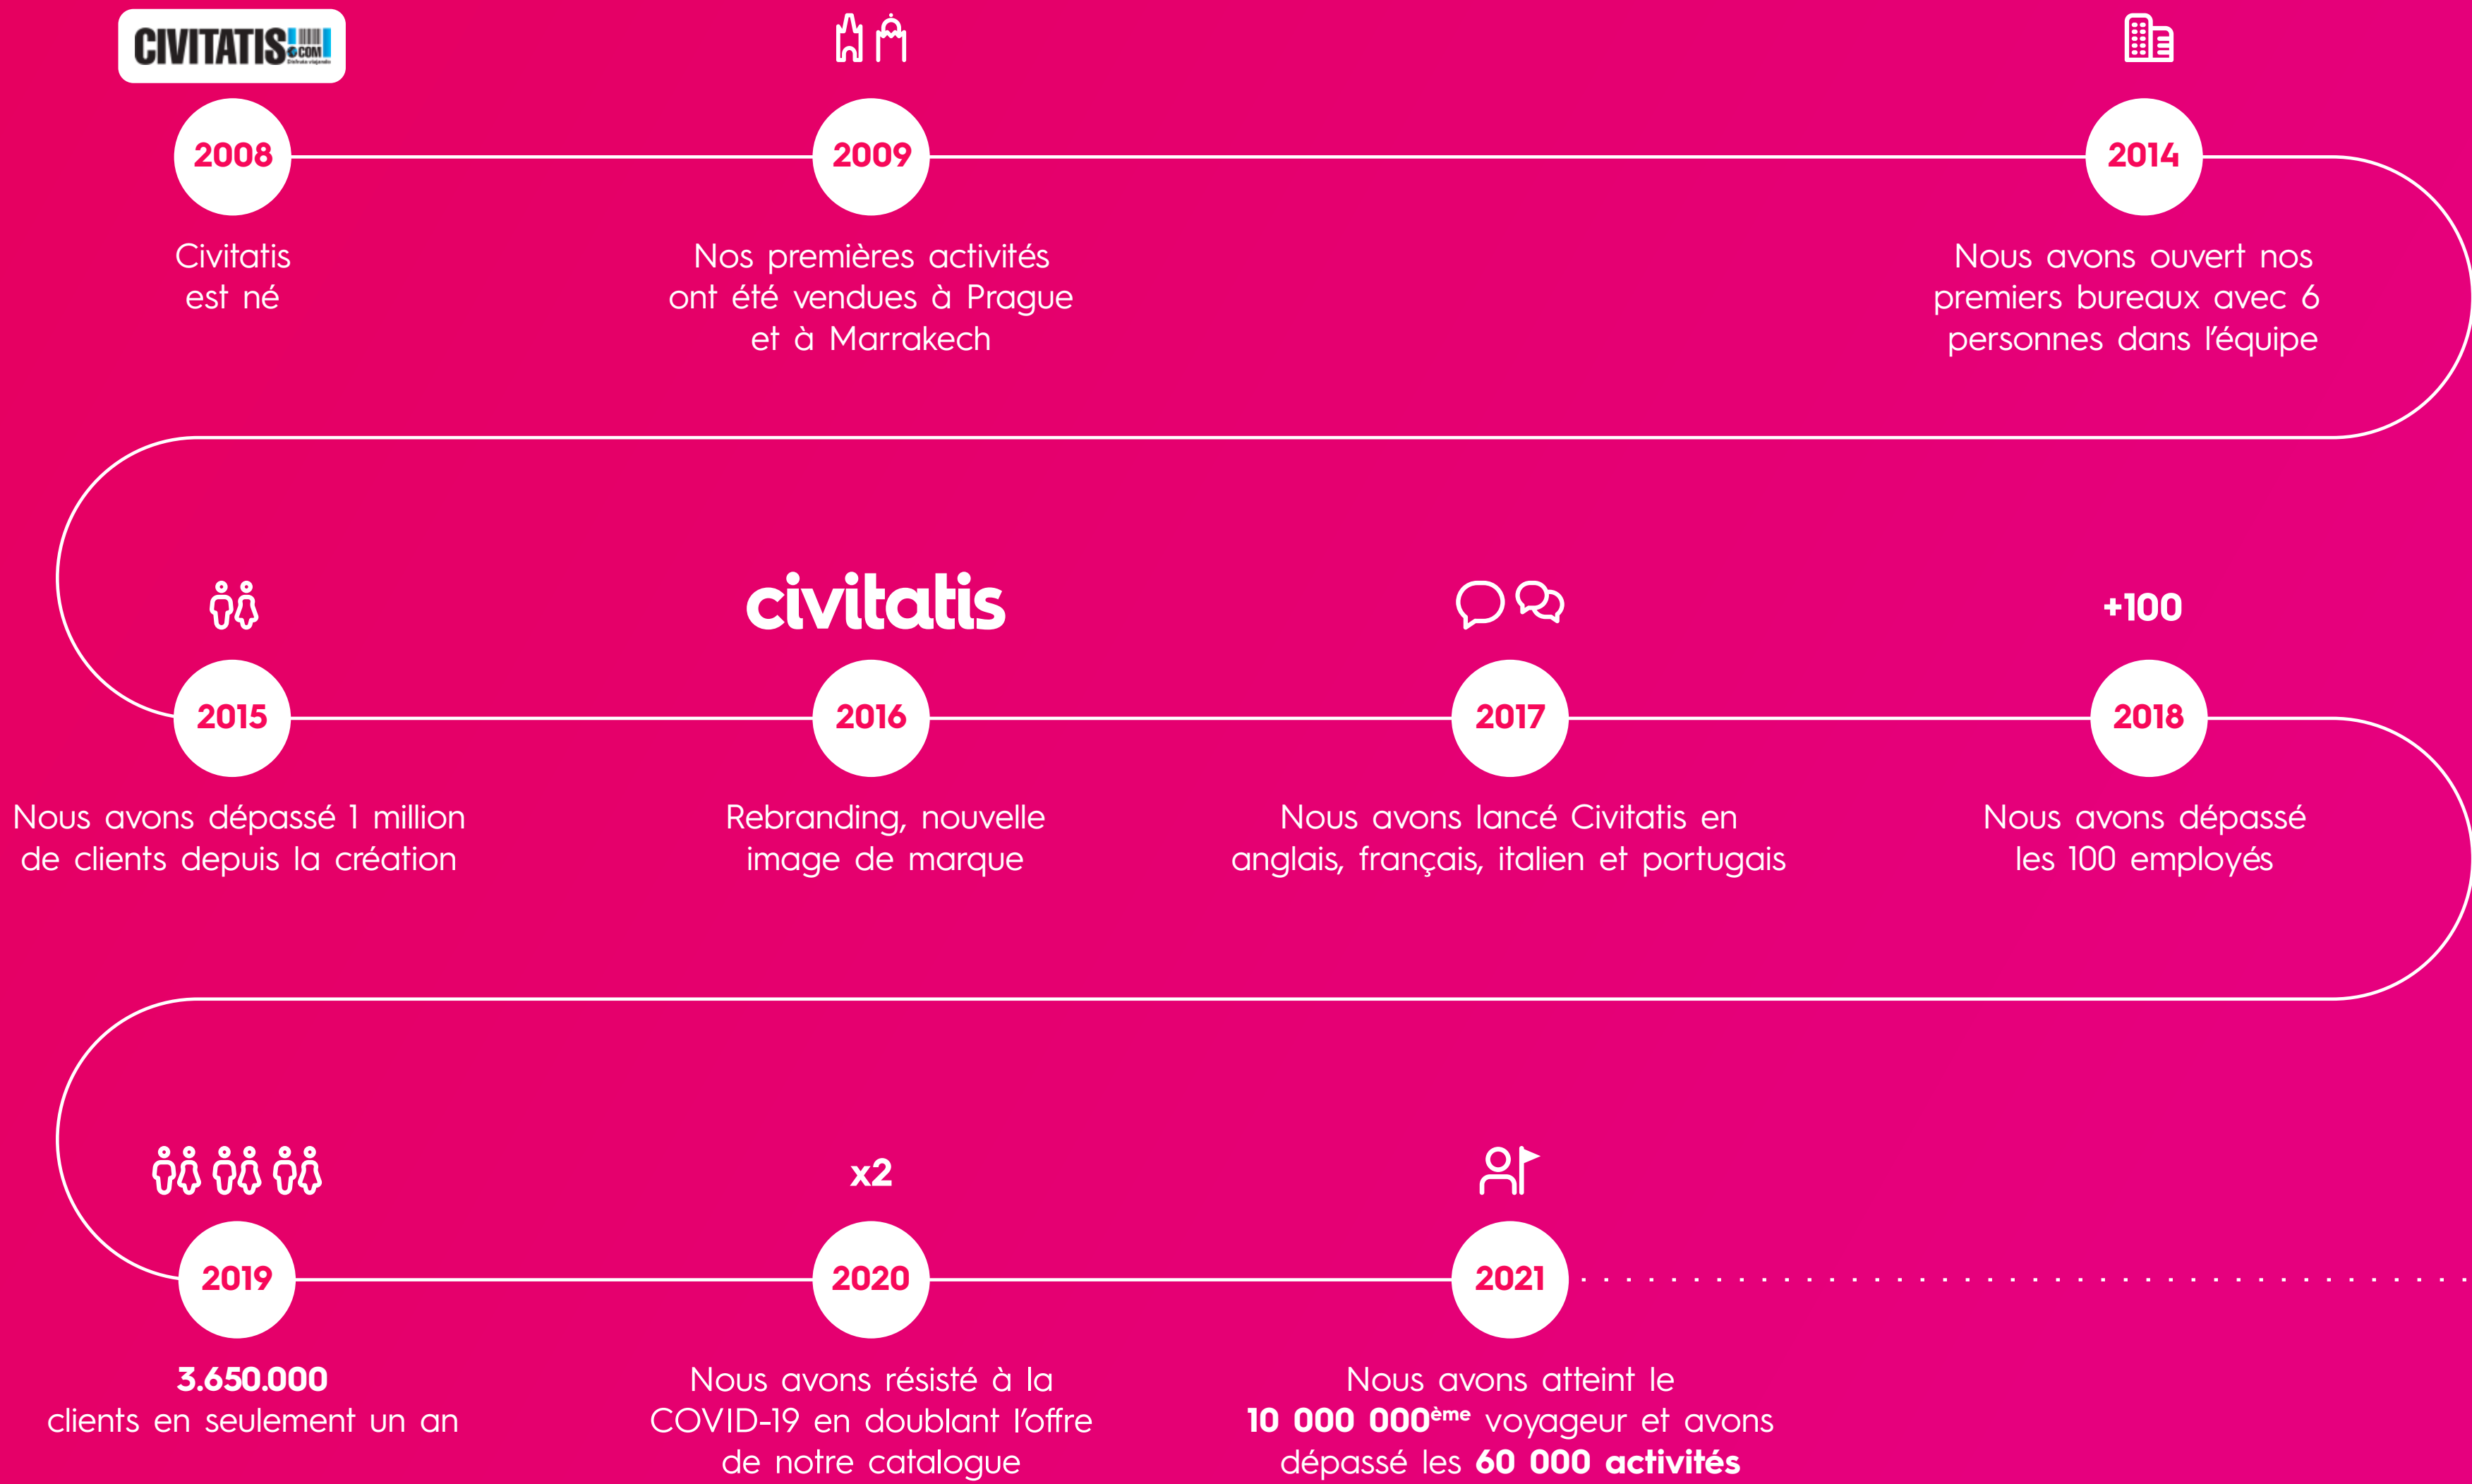 CIVITATIS!
.COM
Disfruta viajando
2008
Civitatis
est né
2009
Nos premières activités
ont été vendues à Prague
et à Marrakech
2014
Nous avons ouvert nos
premiers bureaux avec 6
personnes dans l'équipe
2015
Nous avons dépassé 1 million
de clients depuis la création
civitatis
2016
Rebranding, nouvelle
image de marque
2017
Nous avons lancé Civitatis en
anglais, français, italien et portugais
+100
2018
Nous avons dépassé
les 100 employés
2019
3.650.000
clients en seulement un an
x2
2020
Nous avons résisté à la
COVID-19 en doublant l'offre
de notre catalogue
2021
Nous avons atteint le
10 000 000ème voyageur et avons
dépassé les 60 000 activités